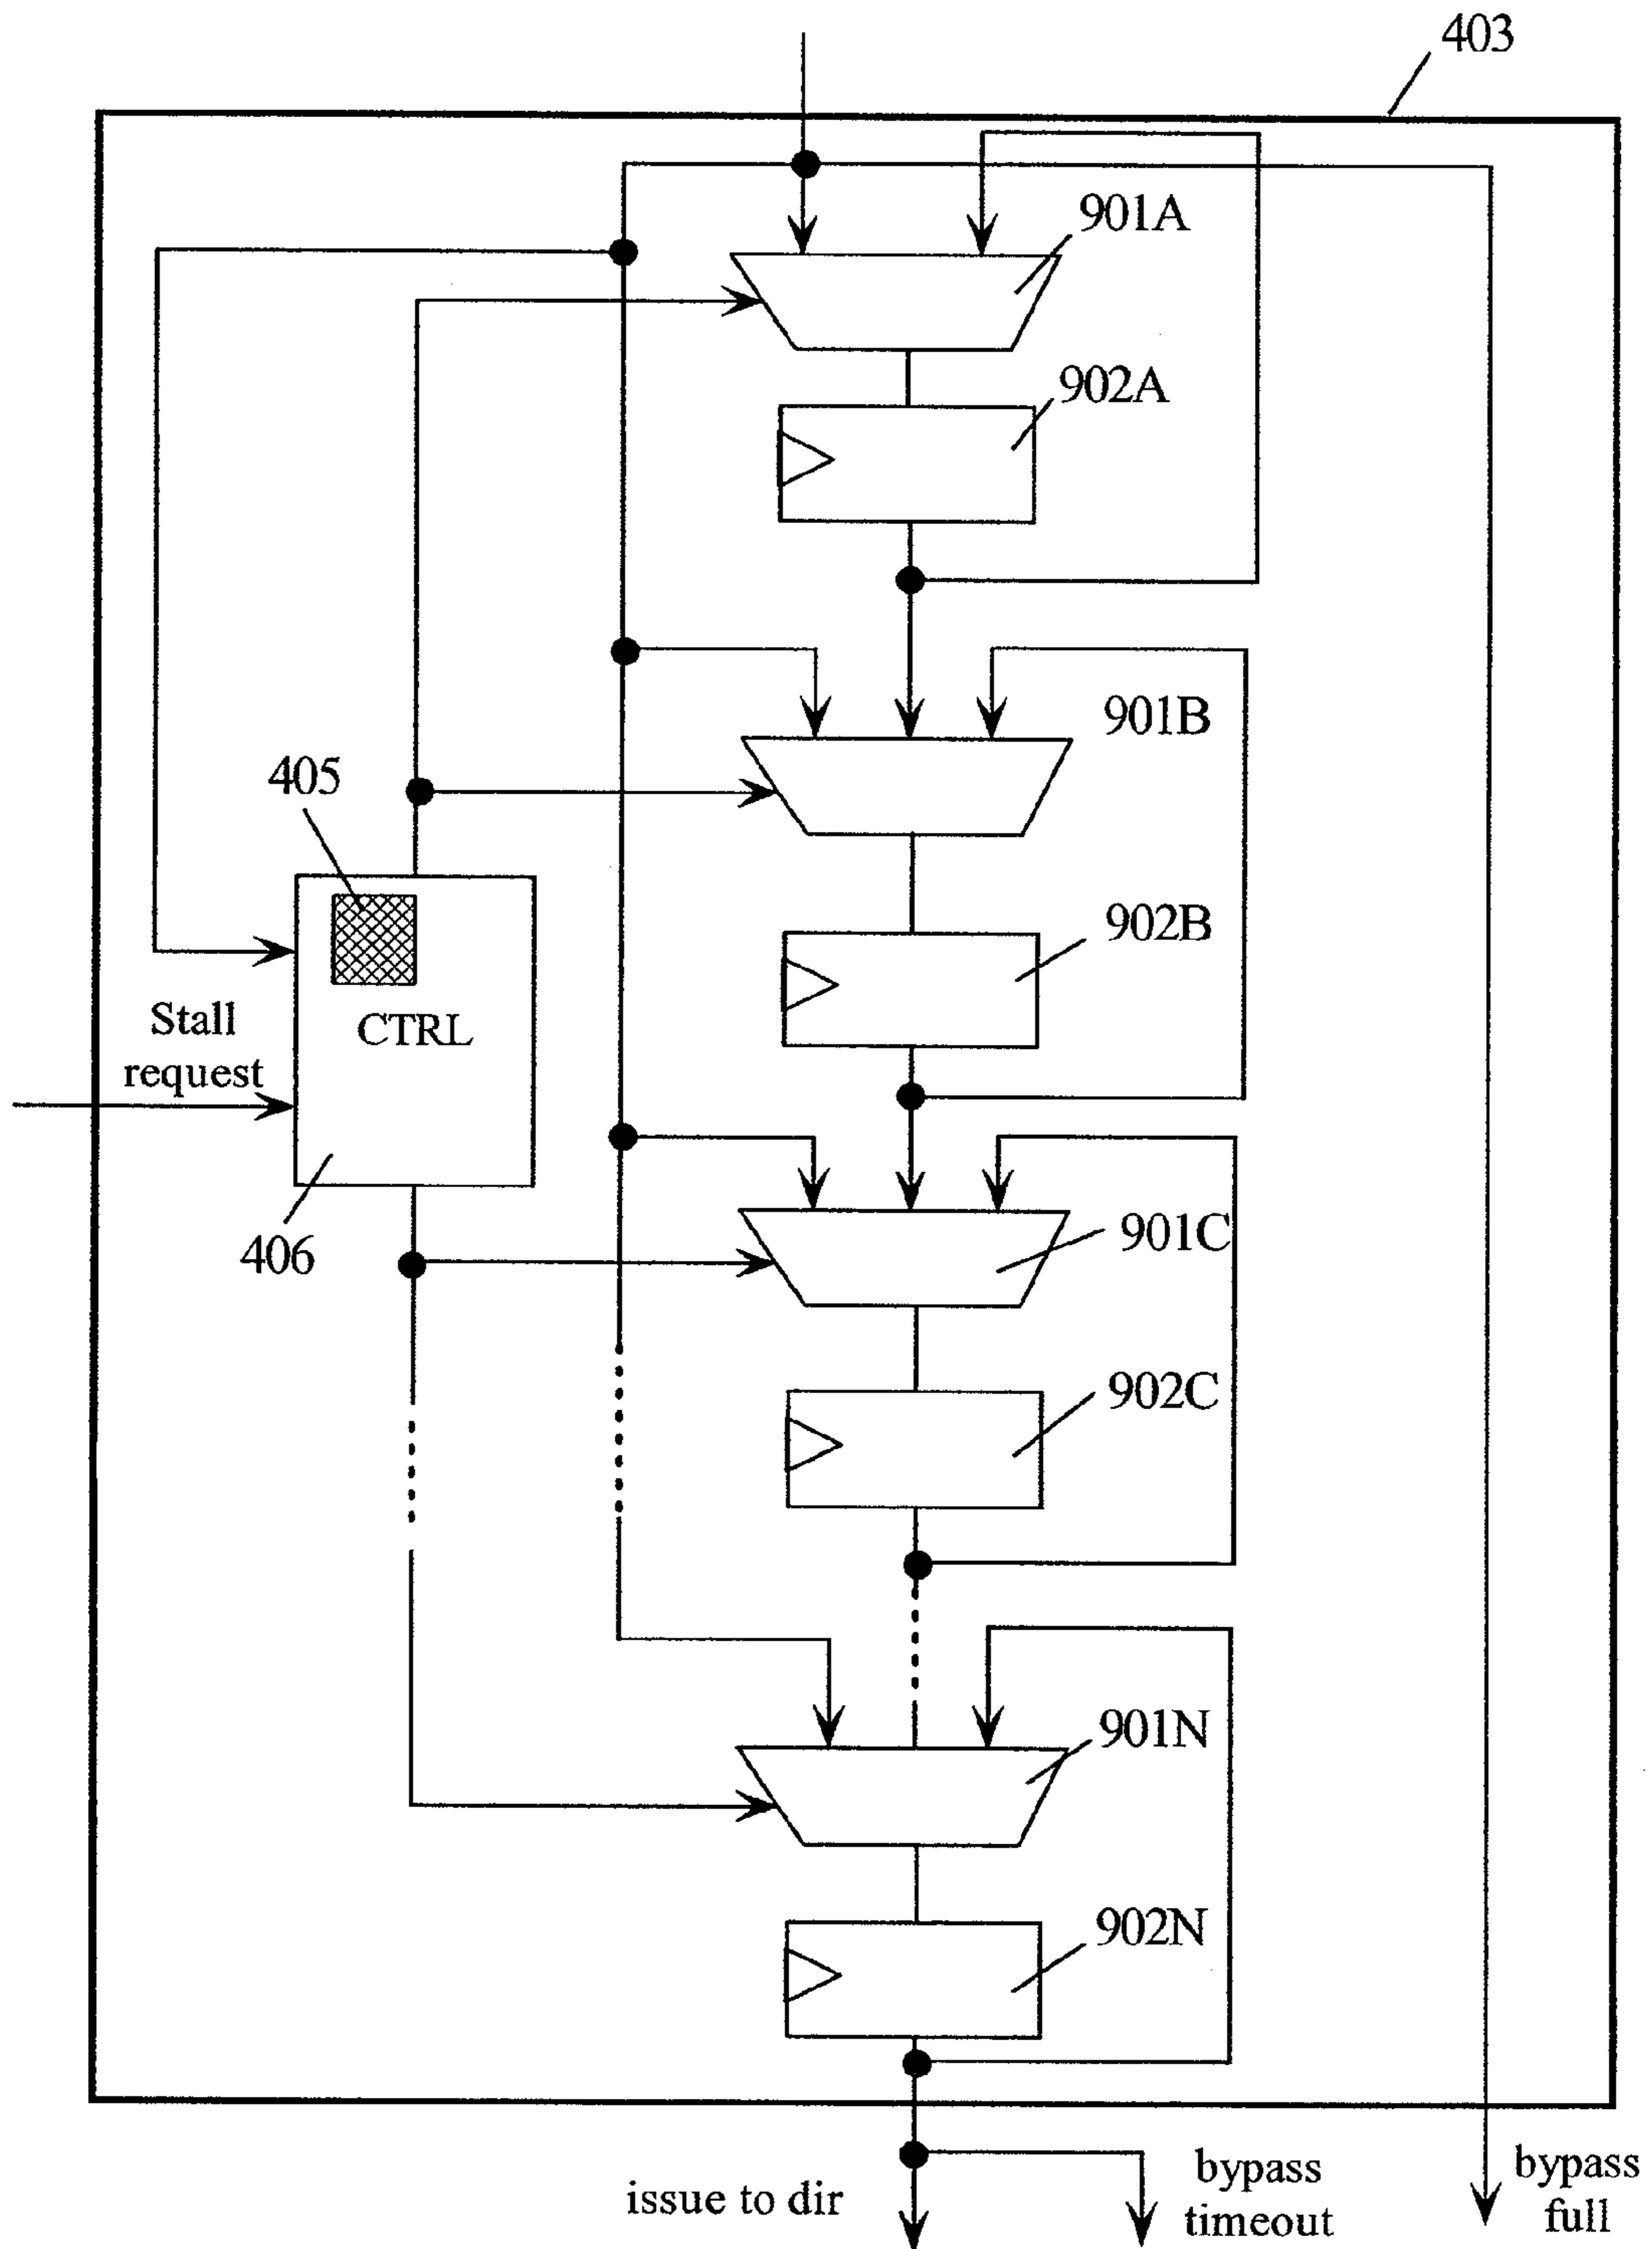 403
901A
902A
901B
405
902B
Stall
request
CTRL
901C
406
902C
901N
902N
issue to dir
bypass
timeout
bypass
full